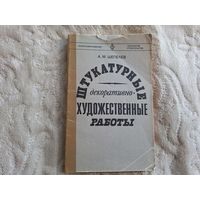 А.М. ШЕПЕЛЕВ
ШТУКАТУРНЫЕ
декоративно-
ХУДОЖЕСТВЕННЫЕ
РАБОТЫ